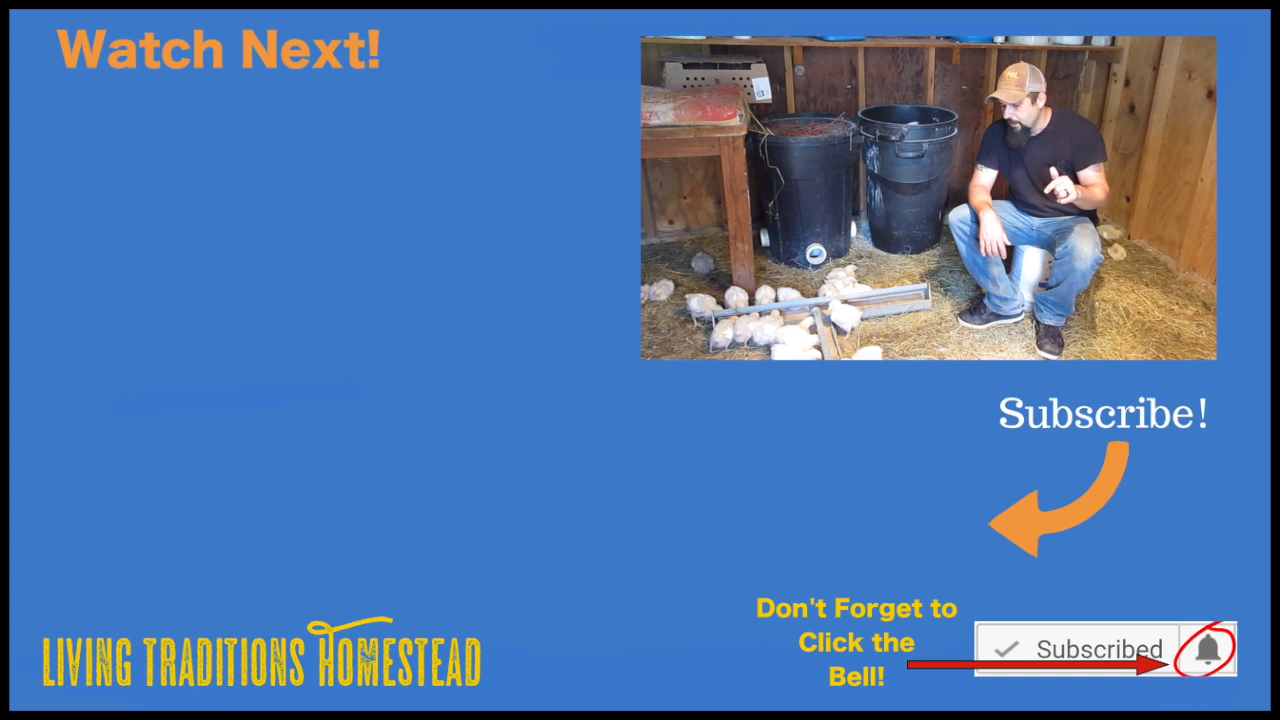 Watch Next!
Subscribe!
Don't Forget to
Click the
Bell!
Subscribed
LIVING TRADITIONS HOMESTEAD